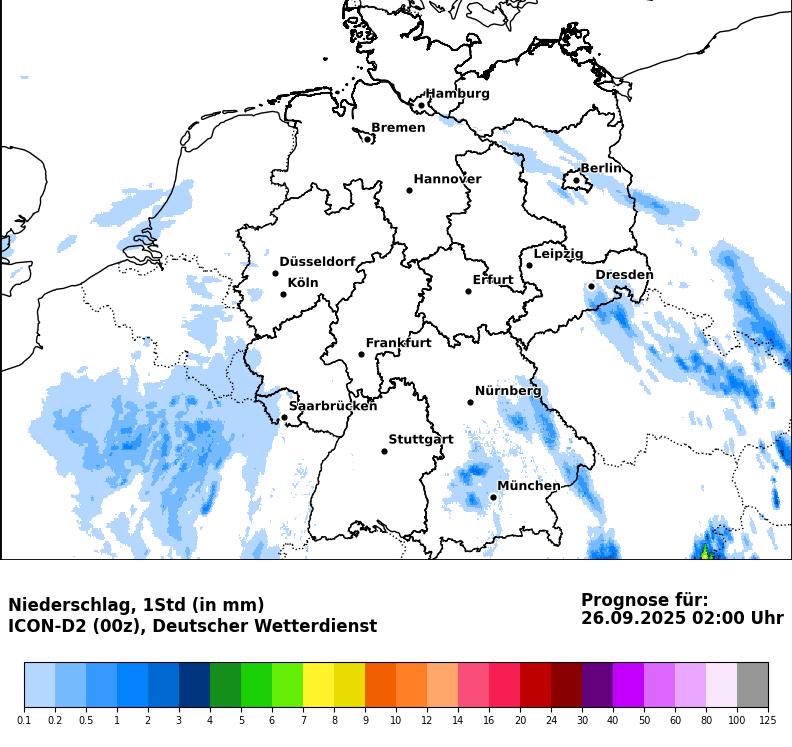 Hamburg
Bremen
Berlin
Hannover
Leipzig
Düsseldorf
Dresden
Köln
Erfurt
Frankfurt
Nürnberg
Saarbrücken
Stuttgart
München
Niederschlag, 1Std (in mm)
ICON-D2 (00z), Deutscher Wetterdienst
Prognose für:
26.09.2025 02:00 Uhr
0.1 0.2 0.5 1 2 3 4 5 6 7 8 9 10 12 14 16 20 24 30 40 50 60 80 100 125